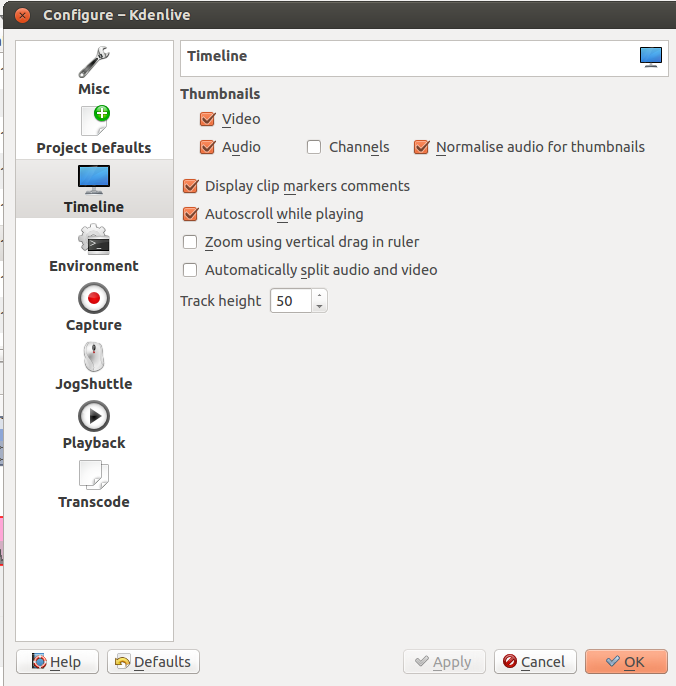 Configure – Kdenlive
Misc
Project Defaults
Timeline
Environment
Capture
JogShuttle
Playback
Transcode
Timeline
Thumbnails
Video
Audio Channels Normalise audio for thumbnails
Display clip markers comments
Autoscroll while playing
Zoom using vertical drag in ruler
Automatically split audio and video
Track height 50
Help Defaults Apply Cancel OK